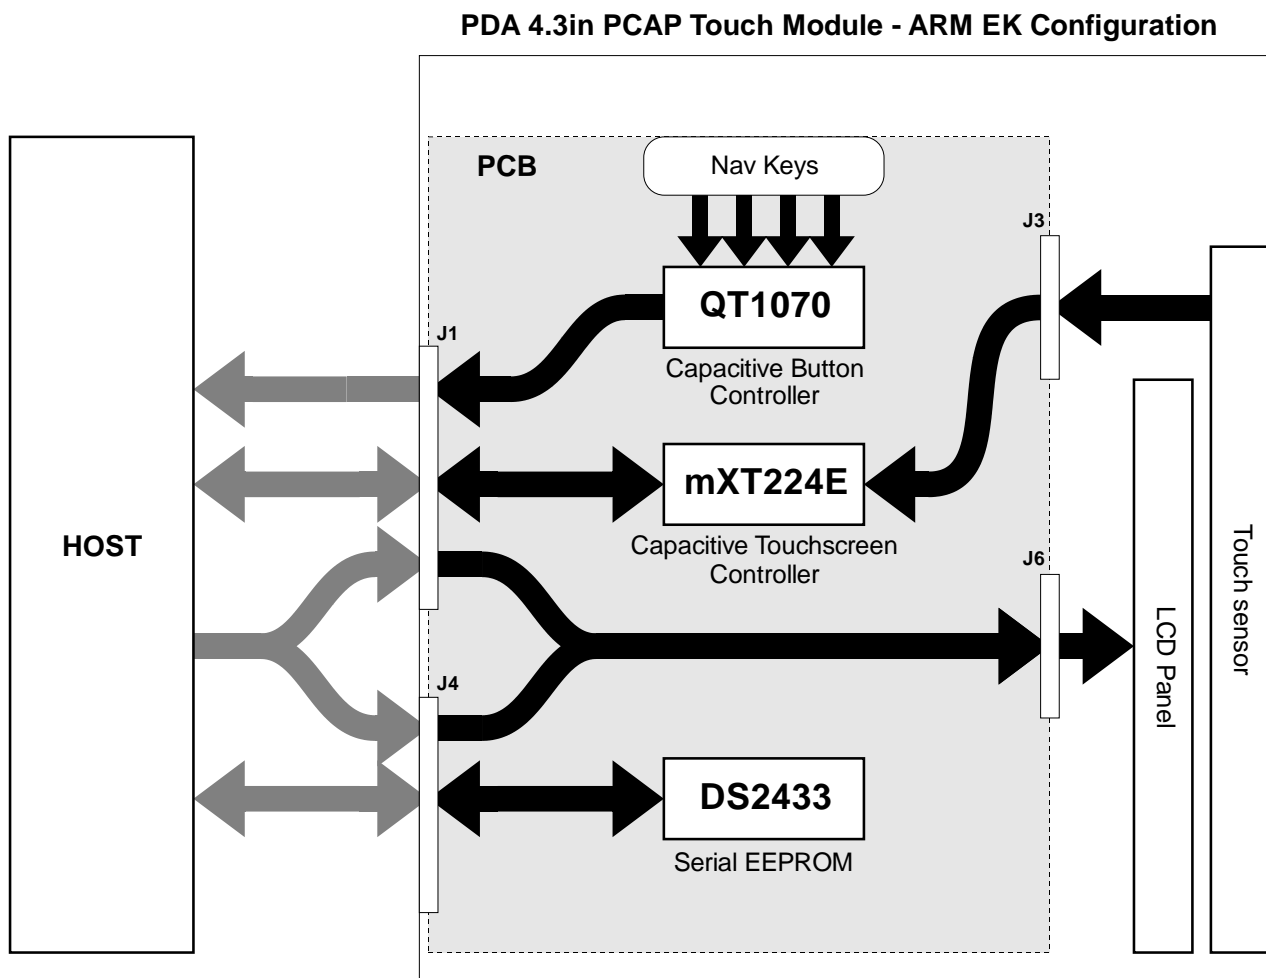 PDA 4.3in PCAP Touch Module - ARM EK Configuration
PCB
Nav Keys
J3
QT1070
J1
Capacitive Button
Controller
mXT224E
HOST
Capacitive Touchscreen
Controller
J6
Touch sensor
LCD Panel
J4
DS2433
Serial EEPROM